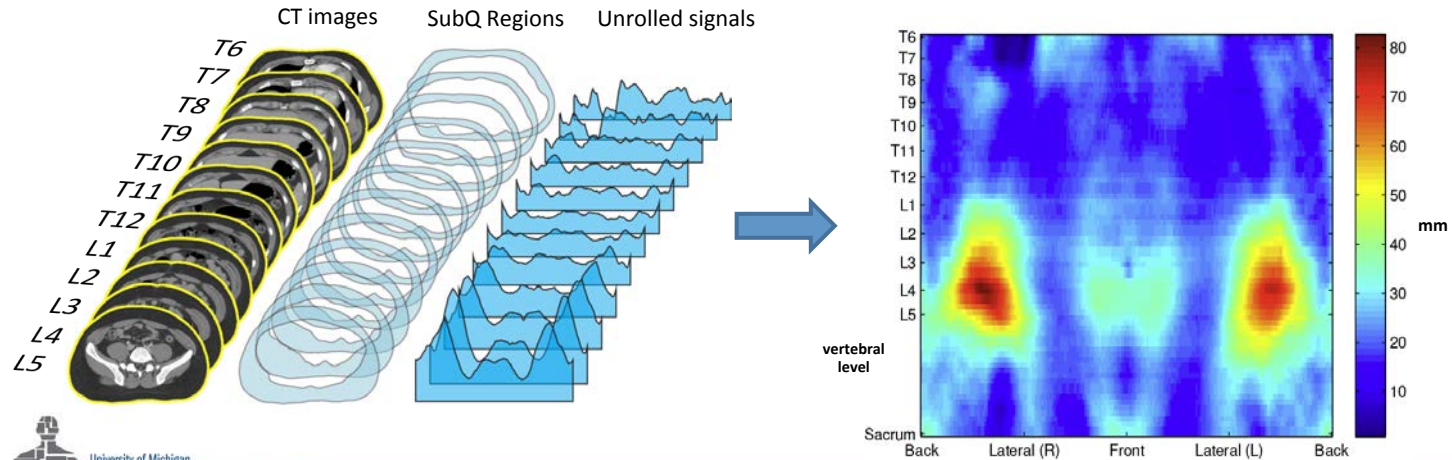 CT images
SubQ Regions
Unrolled signals
T6
T7
T8
T9
T10
T11
T12
L1
L2
L3
L4
L5
T6
T7
T8
T9
T10
T11
T12
L1
L2
L3
L4
L5
vertebral
level
Sacrum
Back
Lateral (R)
Front
Lateral (L)
Back
80
70
60
50
40
30
20
10
mm
University of Michigan